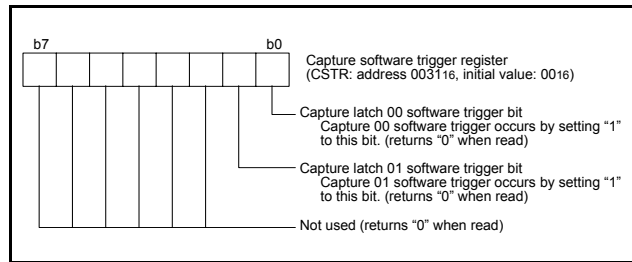 b7 b0
Capture software trigger register
(CSTR: address 003116, initial value: 0016)
Capture latch 00 software trigger bit
Capture 00 software trigger occurs by setting “1”
to this bit. (returns “0” when read)
Capture latch 01 software trigger bit
Capture 01 software trigger occurs by setting “1”
to this bit. (returns “0” when read)
Not used (returns “0” when read)